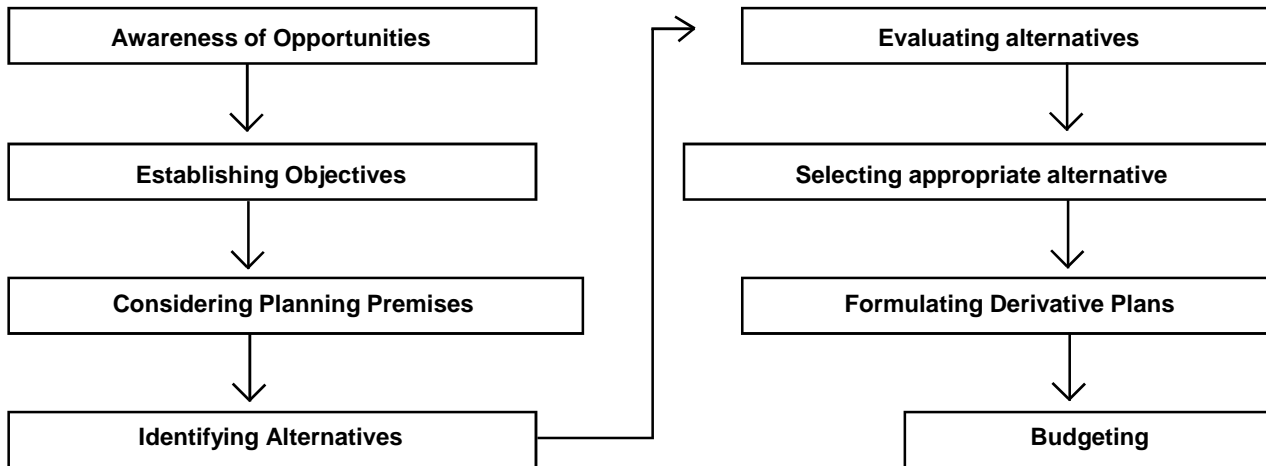 Awareness of Opportunities
Establishing Objectives
Considering Planning Premises
Identifying Alternatives
Evaluating alternatives
Selecting appropriate alternative
Formulating Derivative Plans
Budgeting